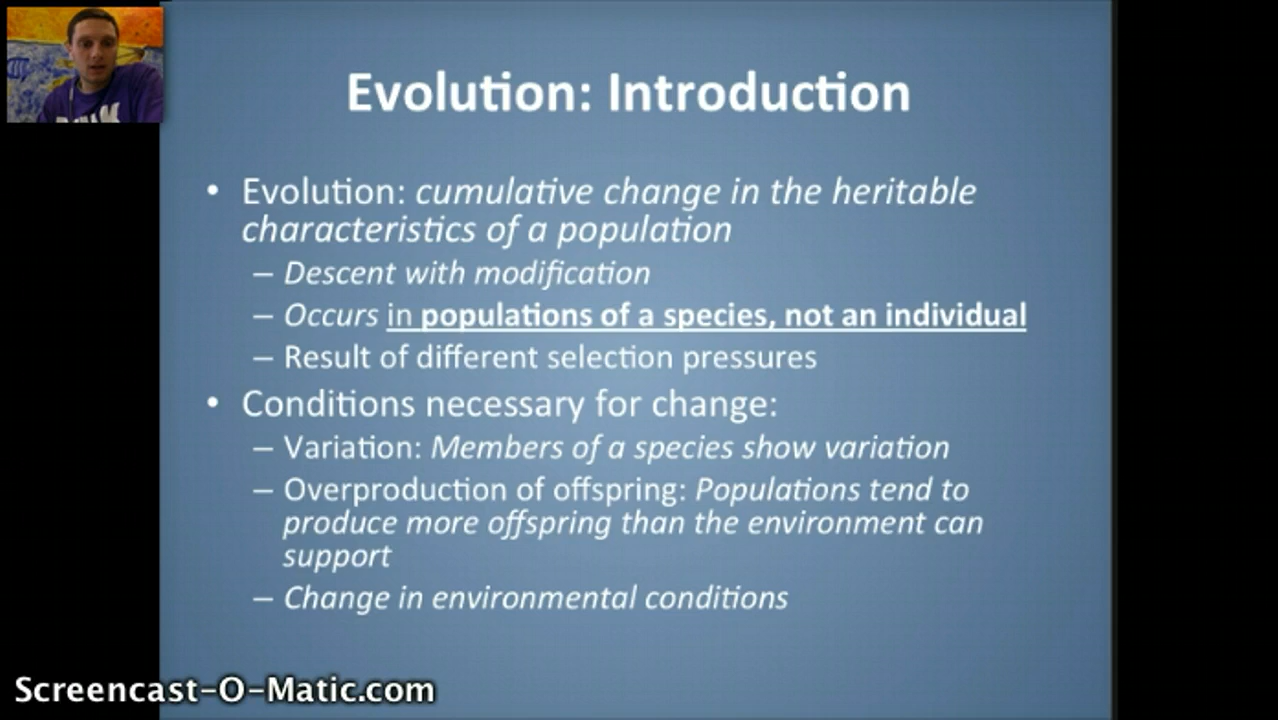 Evolution: Introduction
• Evolution: cumulative change in the heritable
characteristics of a population
– Descent with modification
– Occurs in populations of a species, not an individual
– Result of different selection pressures
• Conditions necessary for change:
– Variation: Members of a species show variation
– Overproduction of offspring: Populations tend to
produce more offspring than the environment can
support
– Change in environmental conditions
Screencast-O-Matic.com